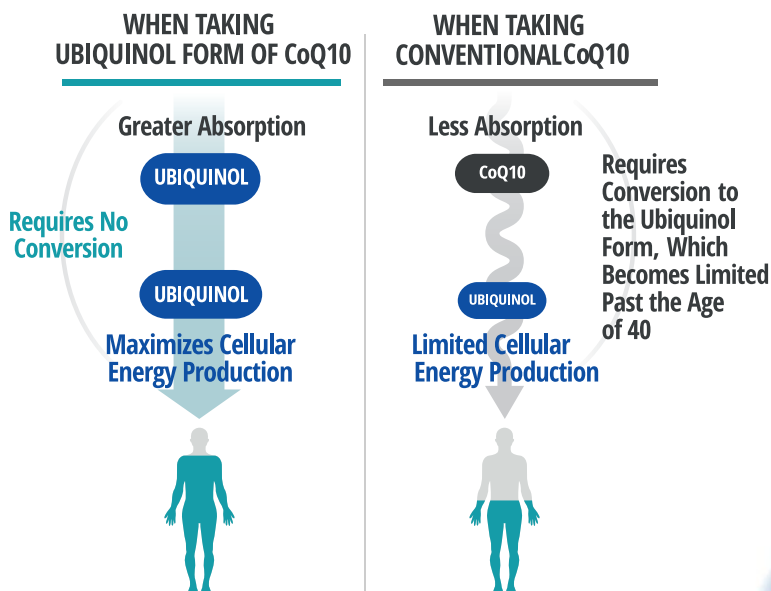 WHEN TAKING
UBIQUINOL FORM OF CoQ10
Greater Absorption
UBIQUINOL
Requires No
Conversion
UBIQUINOL
Maximizes Cellular
Energy Production
WHEN TAKING
CONVENTIONAL CoQ10
Less Absorption
CoQ10
Requires
Conversion to
the Ubiquinol
Form, Which
Becomes Limited
Past the Age
of 40
UBIQUINOL
Limited Cellular
Energy Production